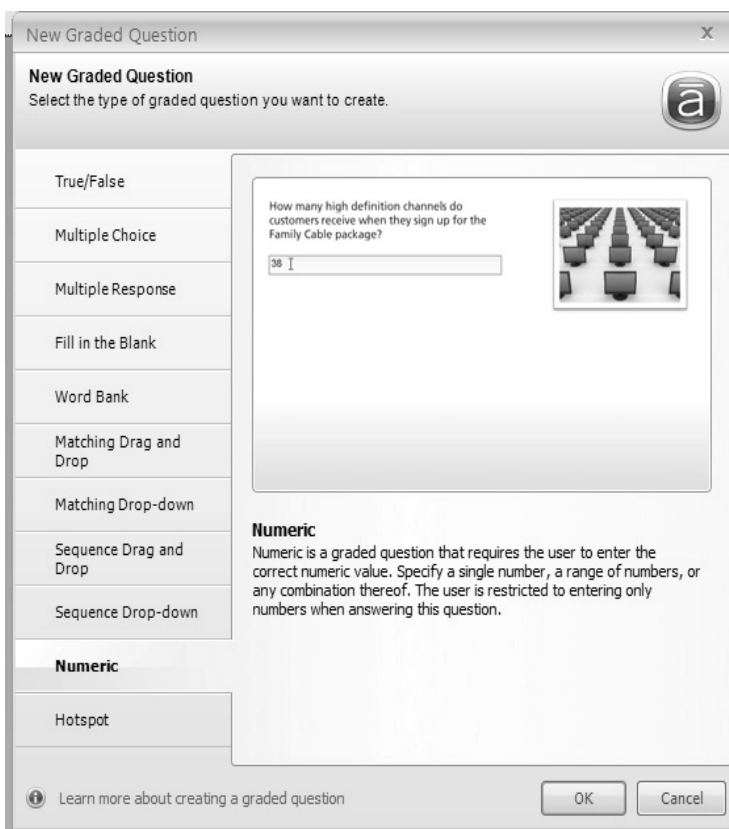 New Graded Question
x
New Graded Question
Select the type of graded question you want to create.
ā
True/False
Multiple Choice
Multiple Response
Fill in the Blank
Word Bank
Matching Drag and
Drop
Matching Drop-down
Sequence Drag and
Drop
Sequence Drop-down
Numeric
Hotspot
How many high definition channels do
customers receive when they sign up for the
Family Cable package?
38
Numeric
Numeric is a graded question that requires the user to enter the
correct numeric value. Specify a single number, a range of numbers, or
any combination thereof. The user is restricted to entering only
numbers when answering this question.
Learn more about creating a graded question
OK
Cancel